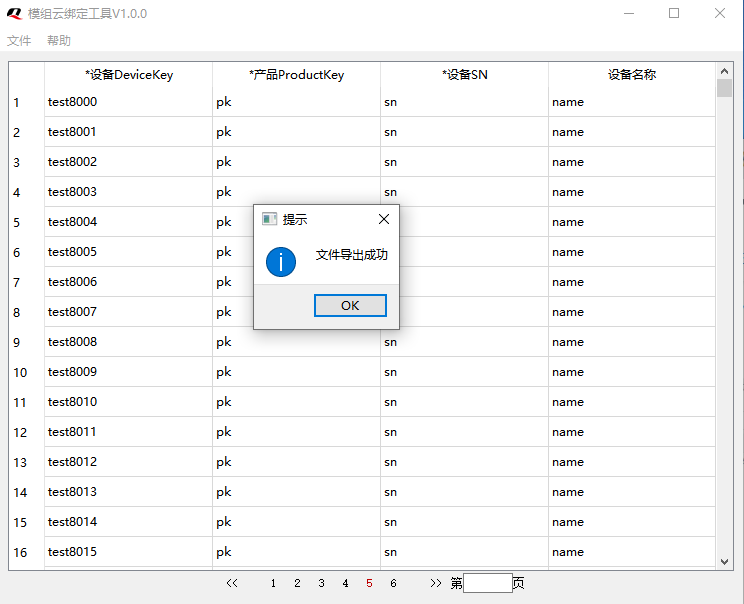 模组云绑定工具V1.0.0
文件 帮助
*设备DeviceKey *产品ProductKey *设备SN 设备名称
1 test8000 pk sn name
2 test8001 pk sn name
3 test8002 pk sn name
4 test8003 pk sn name
5 test8004 pk name
6 test8005 pk name
7 test8006 pk name
8 test8007 pk name
9 test8008 pk sn name
10 test8009 pk sn name
11 test8010 pk sn name
12 test8011 pk sn name
13 test8012 pk sn name
14 test8013 pk sn name
15 test8014 pk sn name
16 test8015 pk sn name
提示
文件导出成功
OK
<< 1 2 3 4 5 6 >> 第 页